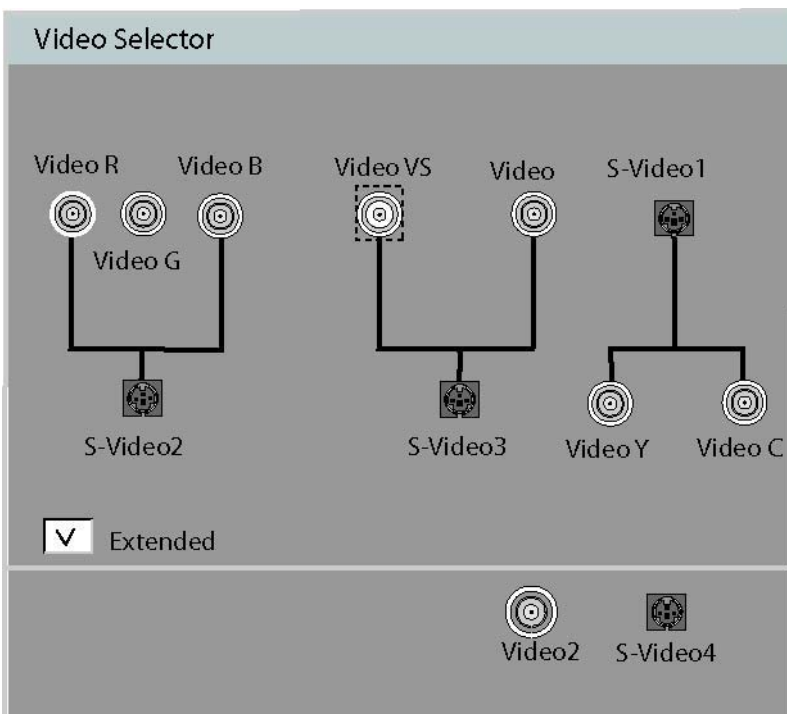 Video Selector
Video R
Video B
Video VS
Video
S-Video1
Video G
S-Video2
S-Video3
Video Y
Video C
V Extended
Video2
S-Video4